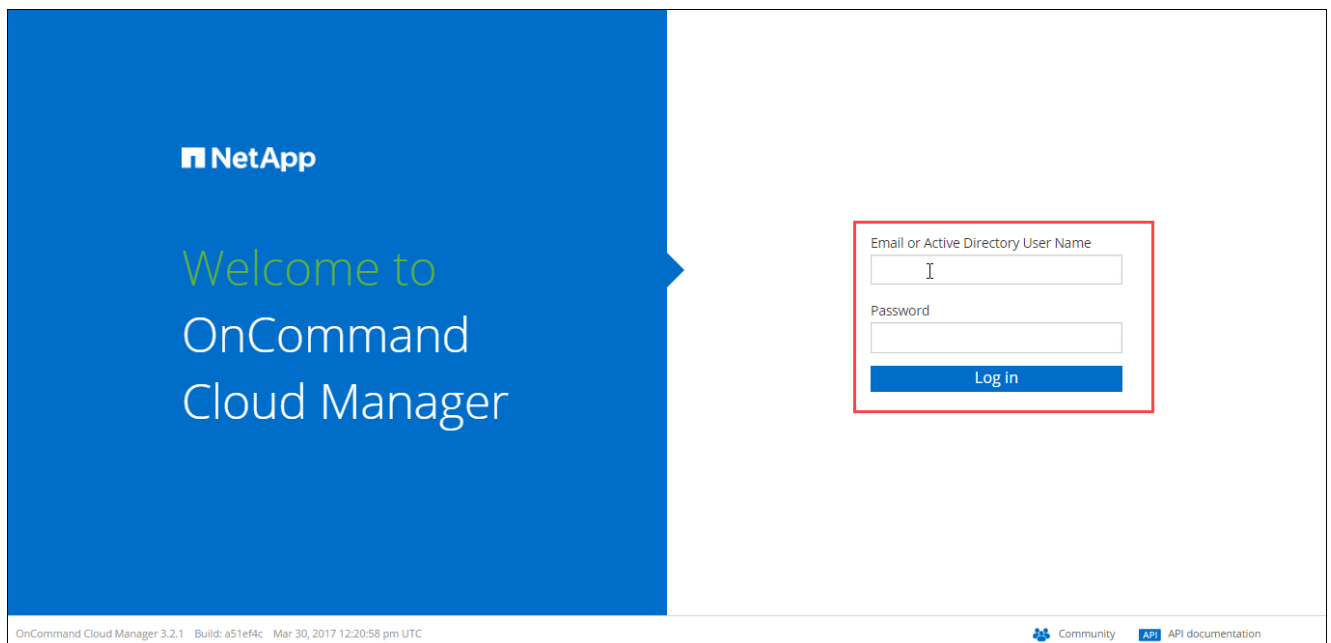 NetApp
Welcome to
OnCommand
Cloud Manager
Email or Active Directory User Name
Password
Log in
OnCommand Cloud Manager 3.2.1 Build: a51ef4c Mar 30, 2017 12:20:58 pm UTC
Community API API documentation